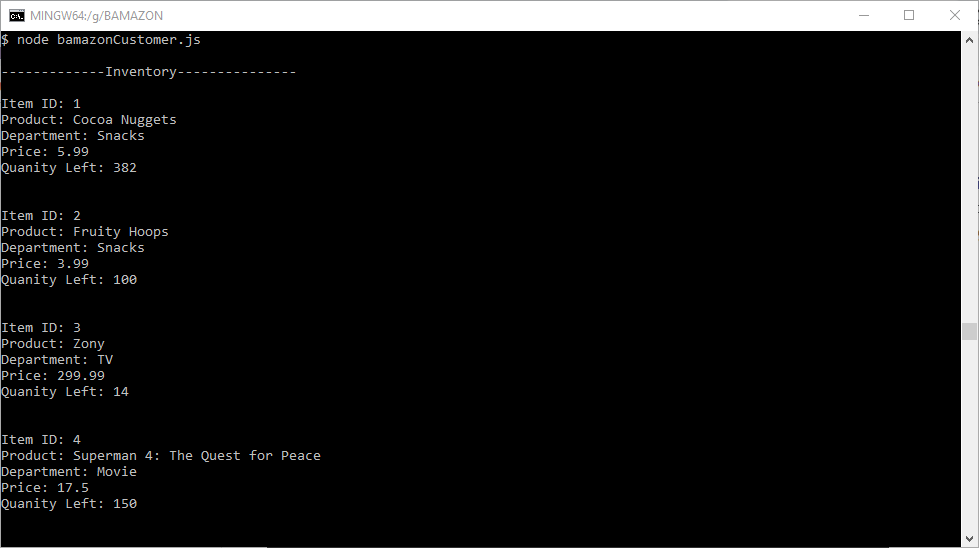 MINGW64:/g/BAMAZON
$ node bamazonCustomer.js
-------------Inventory---------------
Item ID: 1
Product: Cocoa Nuggets
Department: Snacks
Price: 5.99
Quanity Left: 382
Item ID: 2
Product: Fruity Hoops
Department: Snacks
Price: 3.99
Quanity Left: 100
Item ID: 3
Product: Zony
Department: TV
Price: 299.99
Quanity Left: 14
Item ID: 4
Product: Superman 4: The Quest for Peace
Department: Movie
Price: 17.5
Quanity Left: 150